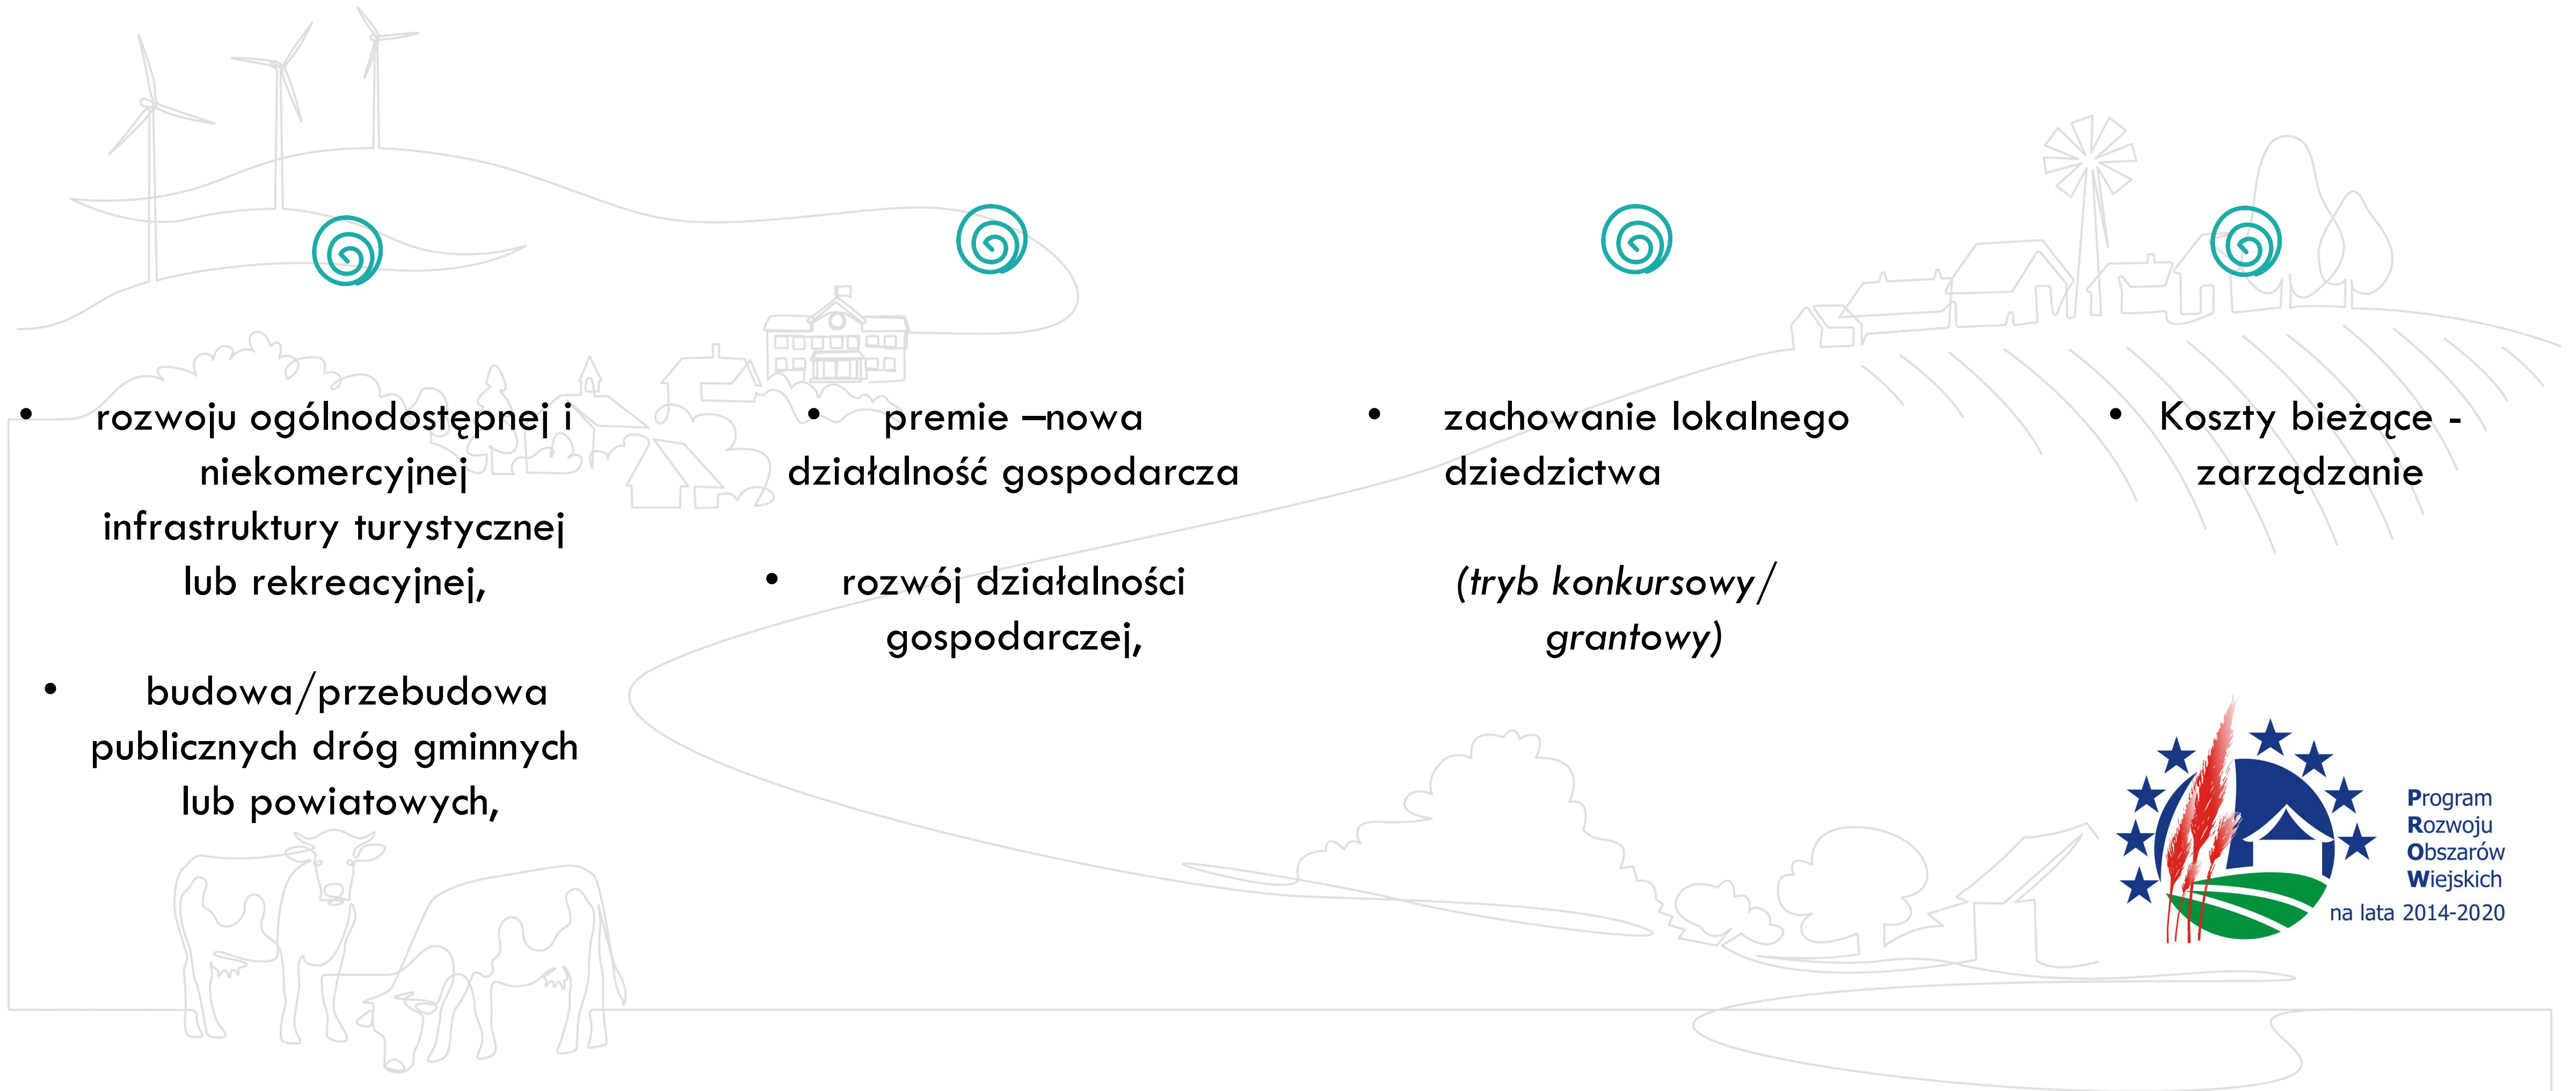 • rozwoju ogólnodostępnej i
niekomercyjnej
infrastruktury turystycznej
lub rekreacyjnej,
• budowa/przebudowa
publicznych dróg gminnych
lub powiatowych,
• premie –nowa
działalność gospodarcza
• rozwój działalności
gospodarczej,
• zachowanie lokalnego
dziedzictwa
(tryb konkursowy/
grantowy)
• Koszty bieżące -
zarządzanie
Program
Rozwoju
Obszarów
Wiejskich
na lata 2014-2020